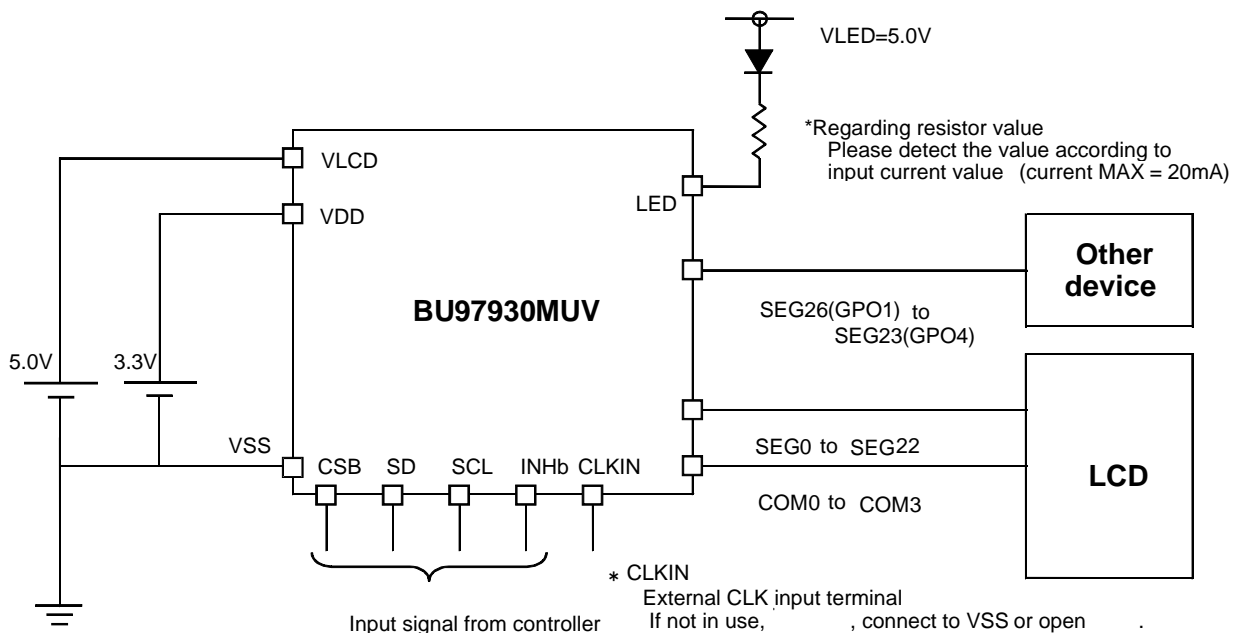 VLED=5.0V
*Regarding resistor value
Please detect the value according to
input current value (current MAX = 20mA)
VLCD
VDD
LED
BU97930MUV
Other
device
SEG26(GPO1) to
SEG23(GPO4)
5.0V
3.3V
VSS
CSB
SD
SCL
INHb
CLKIN
SEG0 to SEG22
COM0 to COM3
LCD
* CLKIN
External CLK input terminal
If not in use, , connect to VSS or open .
Input signal from controller